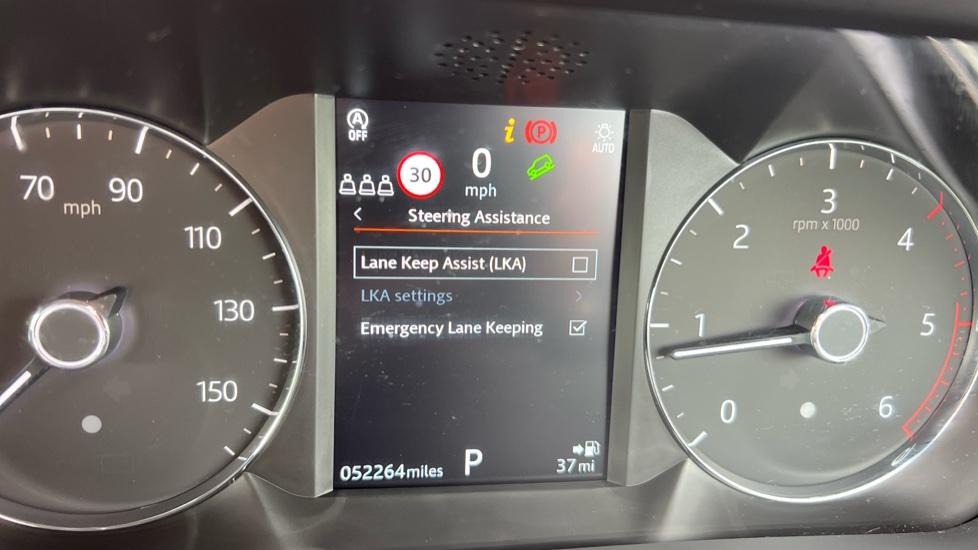 70
90
mph
110
130
150
A
OFF
i
P
AUTO
30
0
mph
Steering Assistance
Lane Keep Assist (LKA)
LKA settings
Emergency Lane Keeping
052264miles
P
37mi
0
1
2
3
4
5
6
rpm x 1000